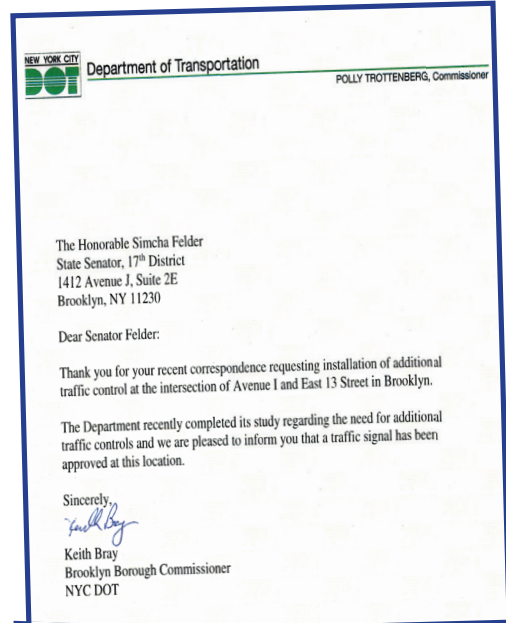 NEW YORK CITY
DOT
Department of Transportation
POLLY TROTTENBERG, Commissioner
The Honorable Simcha Felder
State Senator, 17th District
1412 Avenue J, Suite 2E
Brooklyn, NY 11230
Dear Senator Felder:
Thank you for your recent correspondence requesting installation of additional
traffic control at the intersection of Avenue I and East 13 Street in Brooklyn.
The Department recently completed its study regarding the need for additional
traffic controls and we are pleased to inform you that a traffic signal has been
approved at this location.
Sincerely,
Keith Bray
Keith Bray
Brooklyn Borough Commissioner
NYC DOT